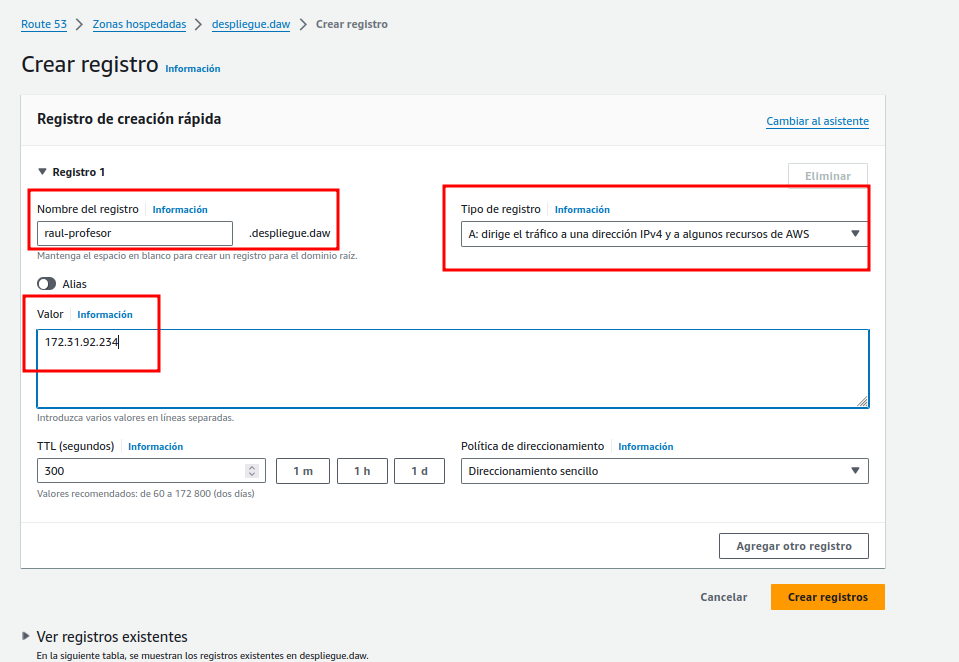 Route 53 > Zonas hospedadas > despliegue.daw > Crear registro
Crear registro Información
Registro de creación rápida
Cambiar al asistente
▼ Registro 1
Eliminar
Nombre del registro | Información
raul-profesor .despliegue.daw
Mantenga el espacio en blanco para crear un registro para el dominio raíz.
Tipo de registro | Información
A: dirige el tráfico a una dirección IPv4 y a algunos recursos de AWS
Alias
Valor | Información
172.31.92.234
Introduzca varios valores en líneas separadas.
TTL (segundos) | Información
300 1 m 1 h 1 d
Valores recomendados: de 60 a 172 800 (dos días)
Política de direccionamiento | Información
Direccionamiento sencillo
Agregar otro registro
Cancelar Crear registros
Ver registros existentes
En la siguiente tabla, se muestran los registros existentes en despliegue.daw.